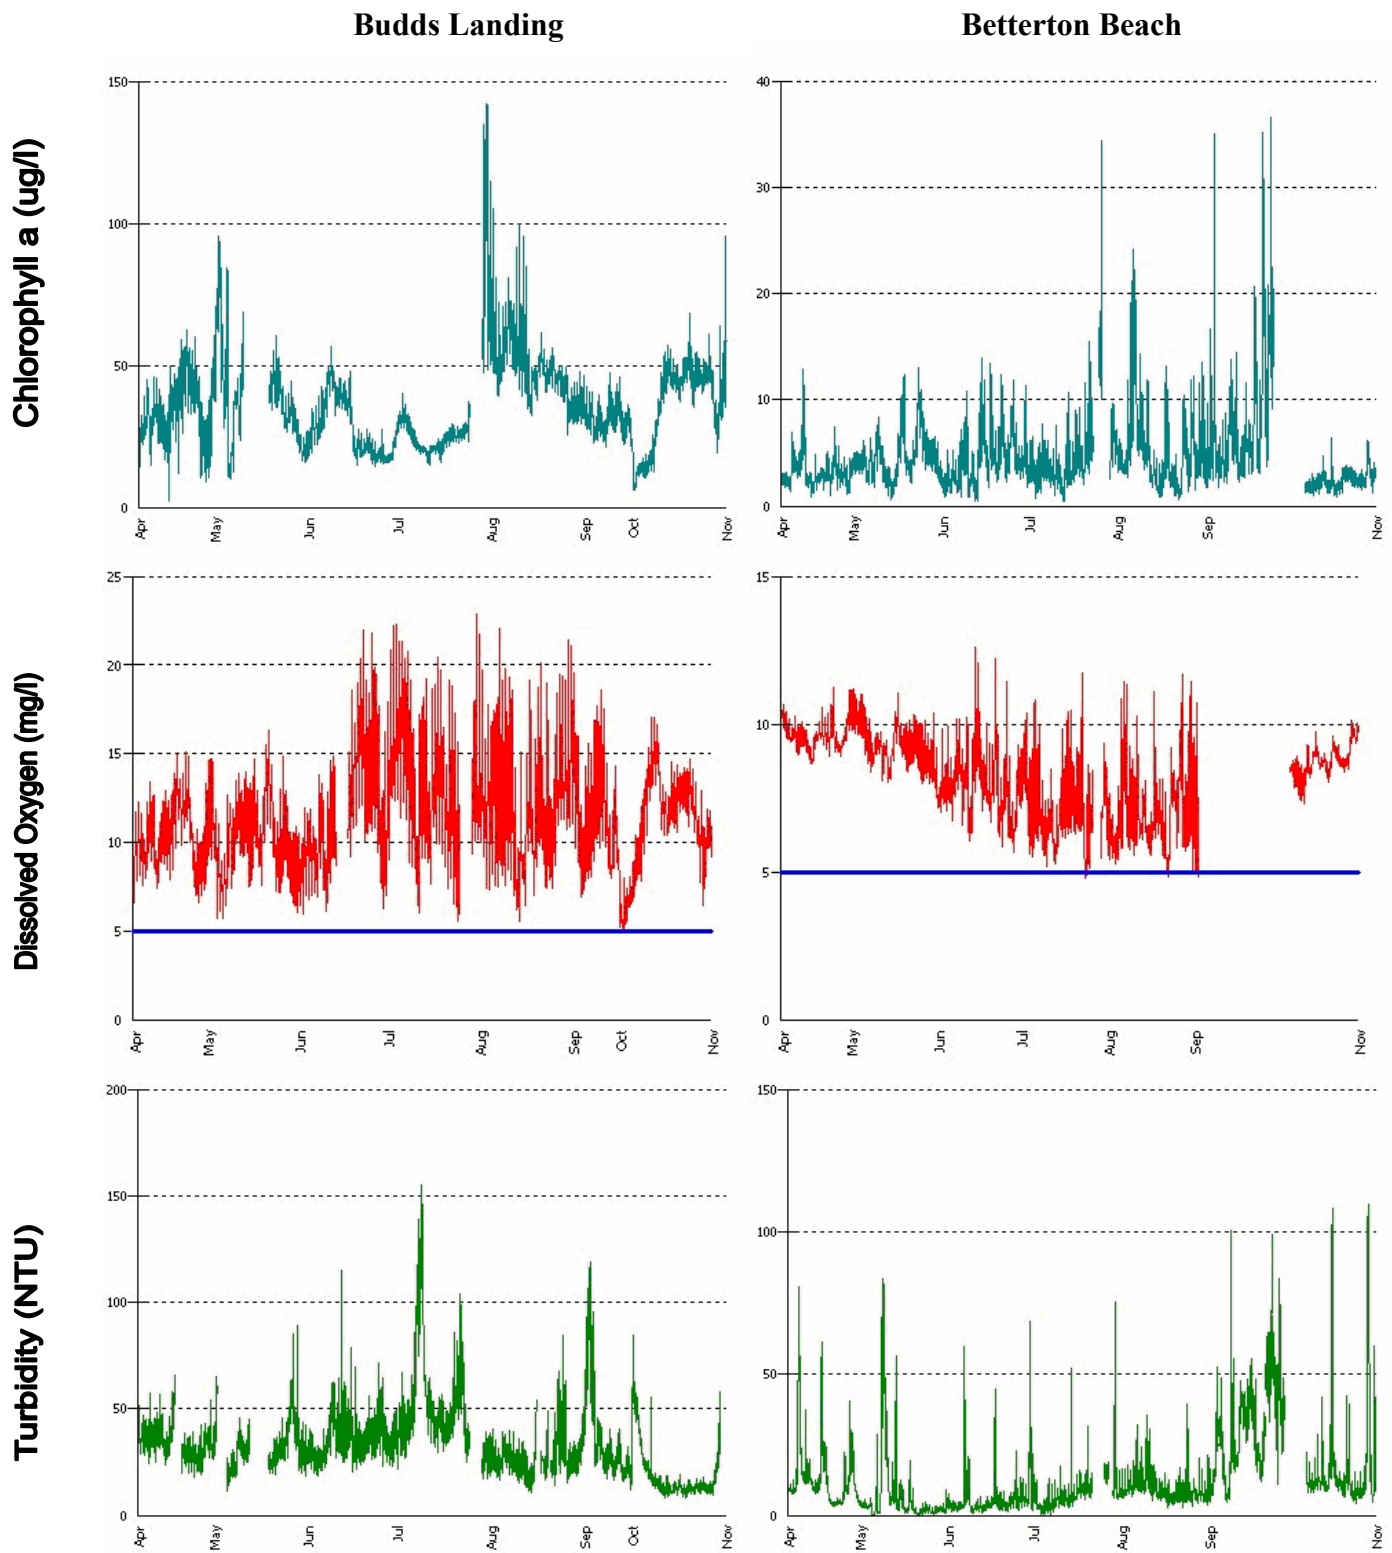 Budds Landing Betterton Beach
Chlorophyll a (ug/l)
150
100
50
0
Apr May Jun Jul Aug Sep Oct Nov
40
30
20
10
0
Apr May Jun Jul Aug Sep Nov
Dissolved Oxygen (mg/l)
25
20
15
10
5
0
Apr May Jun Jul Aug Sep Oct Nov
15
10
5
0
Apr May Jun Jul Aug Sep Nov
Turbidity (NTU)
200
150
100
50
0
Apr May Jun Jul Aug Sep Oct Nov
150
100
50
0
Apr May Jun Jul Aug Sep Nov